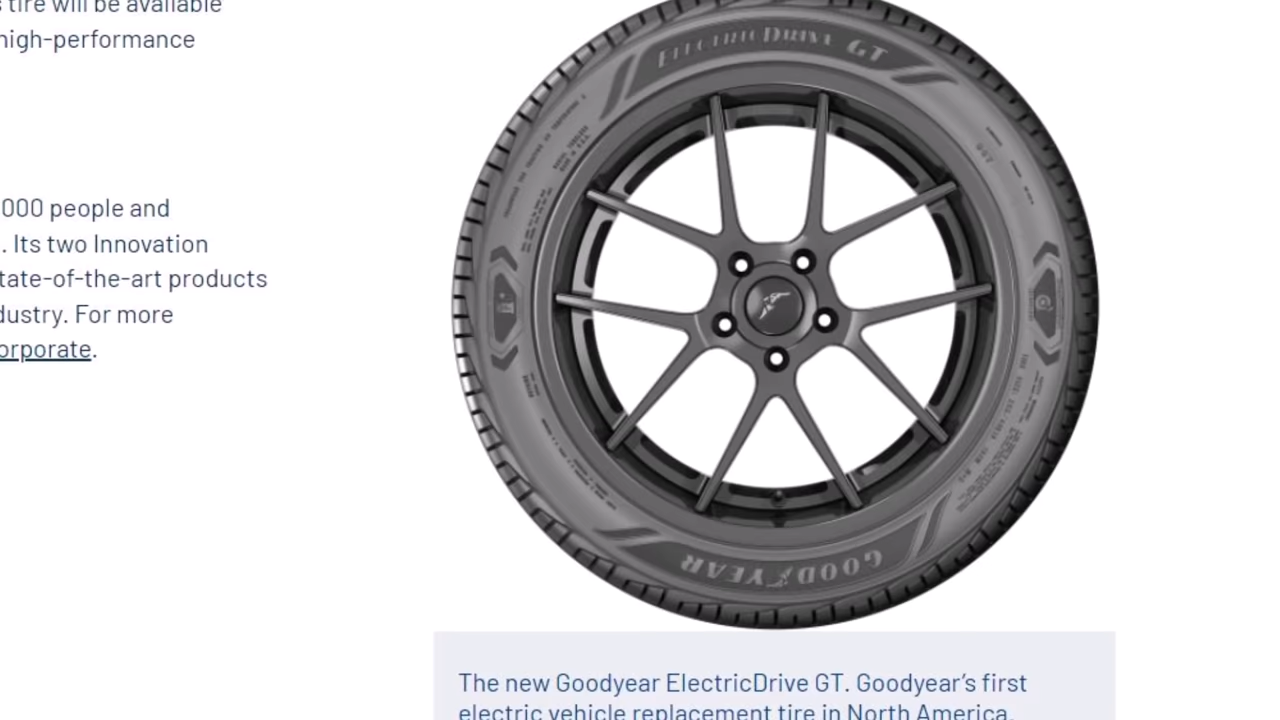 s tire will be available
high-performance
000 people and
. Its two Innovation
tate-of-the-art products
dustry. For more
orporate.
ELECTRICDRIVE GT
GOODYEAR
The new Goodyear ElectricDrive GT. Goodyear's first
electric vehicle replacement tire in North America.